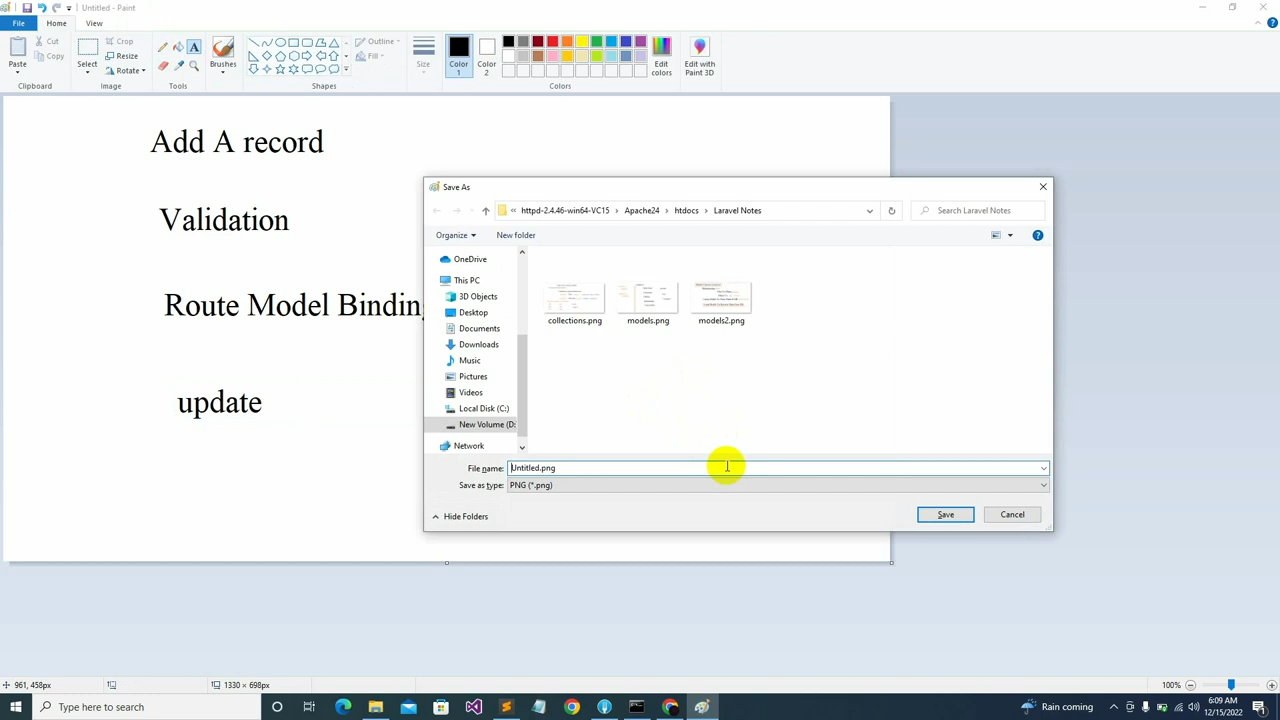 Untitled - Paint
File Home View
Paste
Cut
Copy
Clipboard
Select
Crop
Resize
Rotate
Image
A
Tools
Brushes
Outline
Fill
Shapes
Size
Color 1
Color 2
Edit colors
Colors
Edit with Paint 3D
Add A record
Validation
Route Model Binding
update
Save As
« httpd-2.4.46-win64-VC15 › Apache24 › htdocs › Laravel Notes
Search Laravel Notes
Organize New folder
OneDrive
This PC
3D Objects
Desktop
Documents
Downloads
Music
Pictures
Videos
Local Disk (C:)
New Volume (D:
Network
collections.png models.png models2.png
File name: Untitled.png
Save as type: PNG (*.png)
Hide Folders
Save Cancel
961, 458px
1330 × 698px
100%
Type here to search
Rain coming
6:09 AM
12/15/2022
1